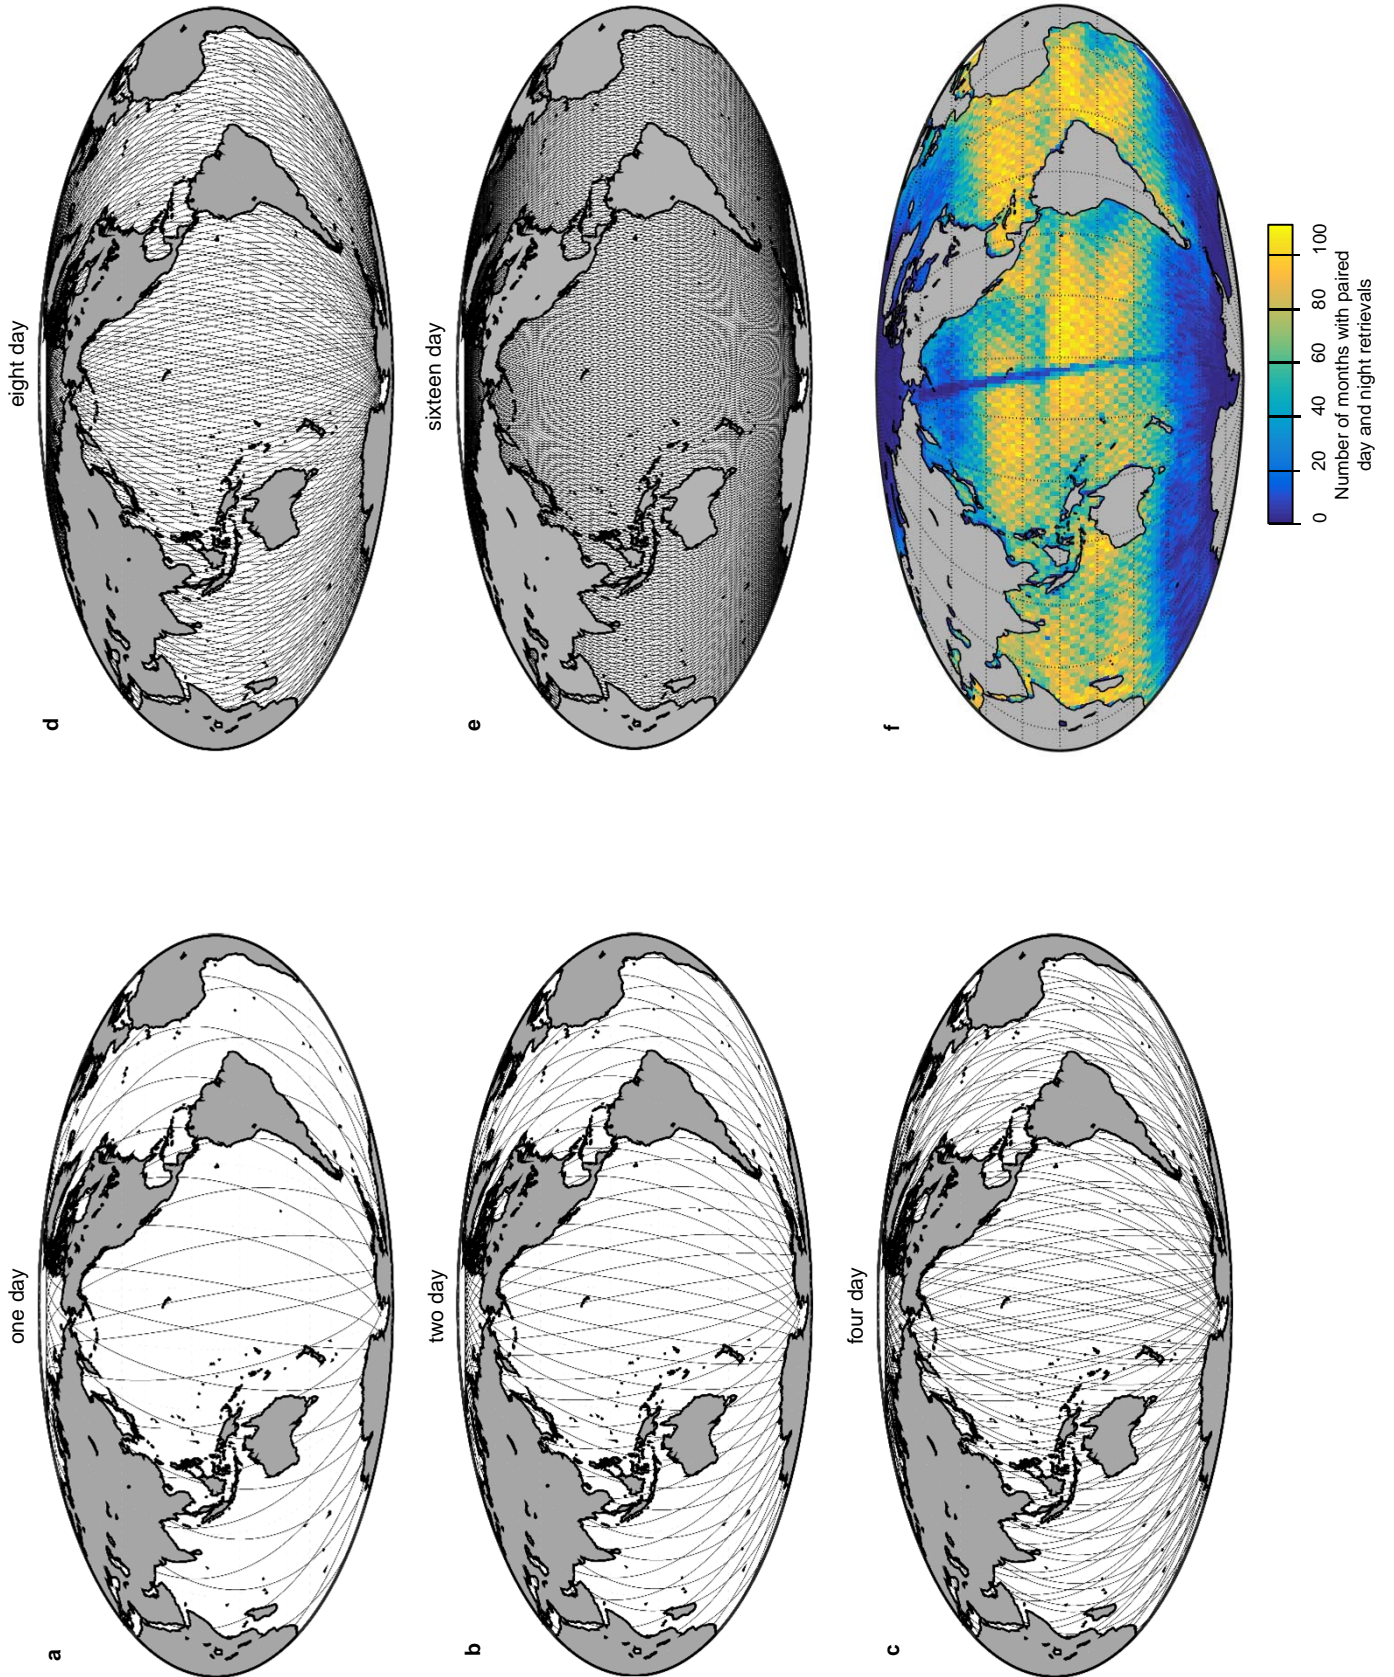 a
one day
b
two day
c
four day
d
eight day
e
sixteen day
f
0 20 40 60 80 100
Number of months with paired
day and night retrievals